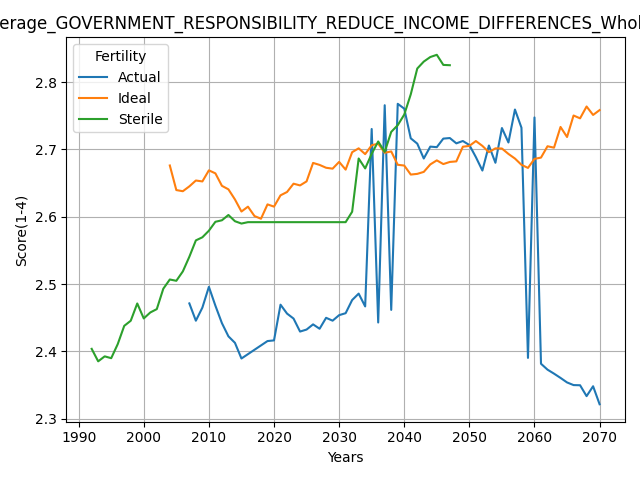 erage_GOVERNMENT_RESPONSIBILITY_REDUCE_INCOME_DIFFERENCES_Whol
Fertility
Actual
Ideal
Sterile
Score(1-4)
2.8
2.7
2.6
2.5
2.4
2.3
1990 2000 2010 2020 2030 2040 2050 2060 2070
Years